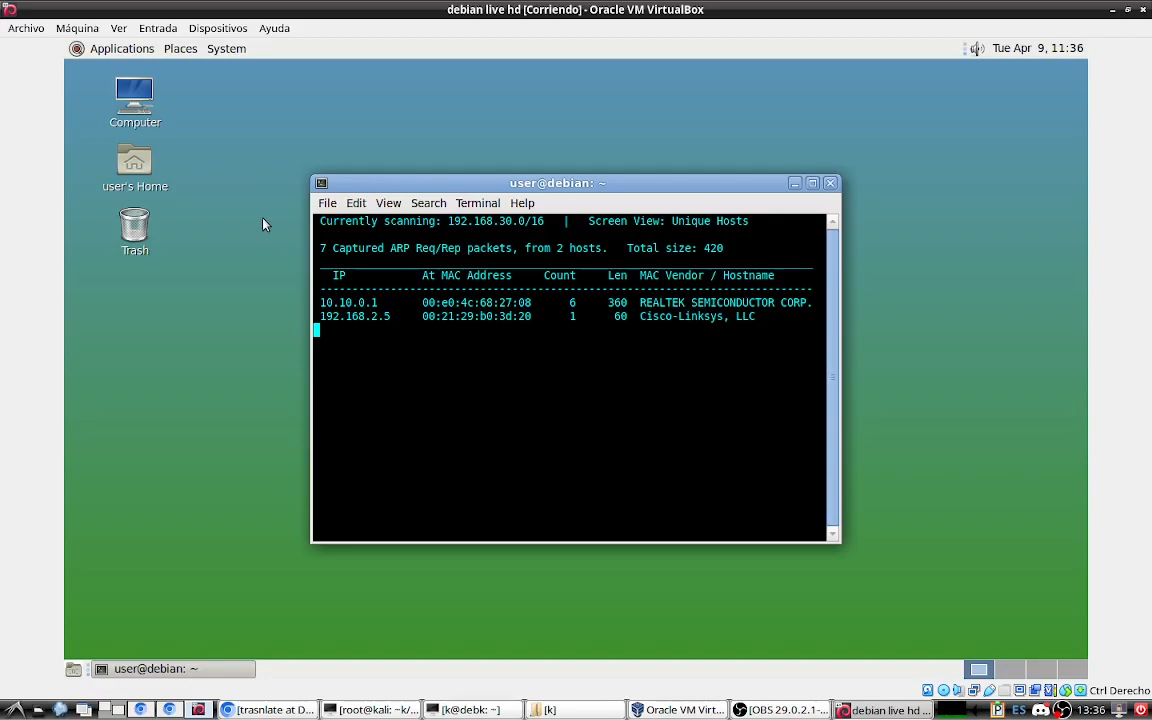 debian live hd [Corriendo] - Oracle VM VirtualBox
Archivo Máquina Ver Entrada Dispositivos Ayuda
Applications Places System Tue Apr 9, 11:36
Computer
user's Home
Trash
user@debian: ~
File Edit View Search Terminal Help
Currently scanning: 192.168.30.0/16 | Screen View: Unique Hosts
7 Captured ARP Req/Rep packets, from 2 hosts. Total size: 420
IP At MAC Address Count Len MAC Vendor / Hostname
10.10.0.1 00:e0:4c:68:27:08 6 360 REALTEK SEMICONDUCTOR CORP.
192.168.2.5 00:21:29:b0:3d:20 1 60 Cisco-Linksys, LLC
user@debian: ~
Ctrl Derecho
[trasnlate at D... [root@kali: ~k/... [k@debk: ~] [k] Oracle VM Virt... [OBS 29.0.2.1-... debian live hd ... ES 13:36